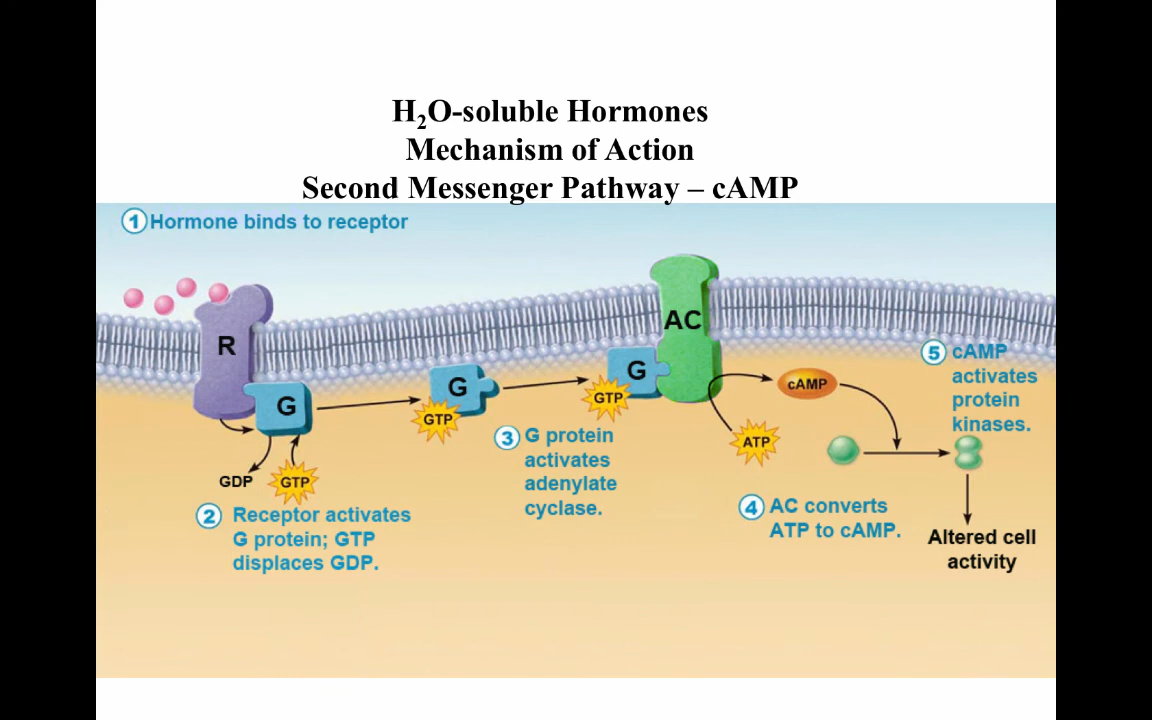 H₂O-soluble Hormones
Mechanism of Action
Second Messenger Pathway – cAMP
1 Hormone binds to receptor
R
G
GDP
GTP
2 Receptor activates
G protein; GTP
displaces GDP.
G
GTP
3 G protein
activates
adenylate
cyclase.
G
GTP
AC
ATP
cAMP
4 AC converts
ATP to cAMP.
5 cAMP
activates
protein
kinases.
Altered cell
activity